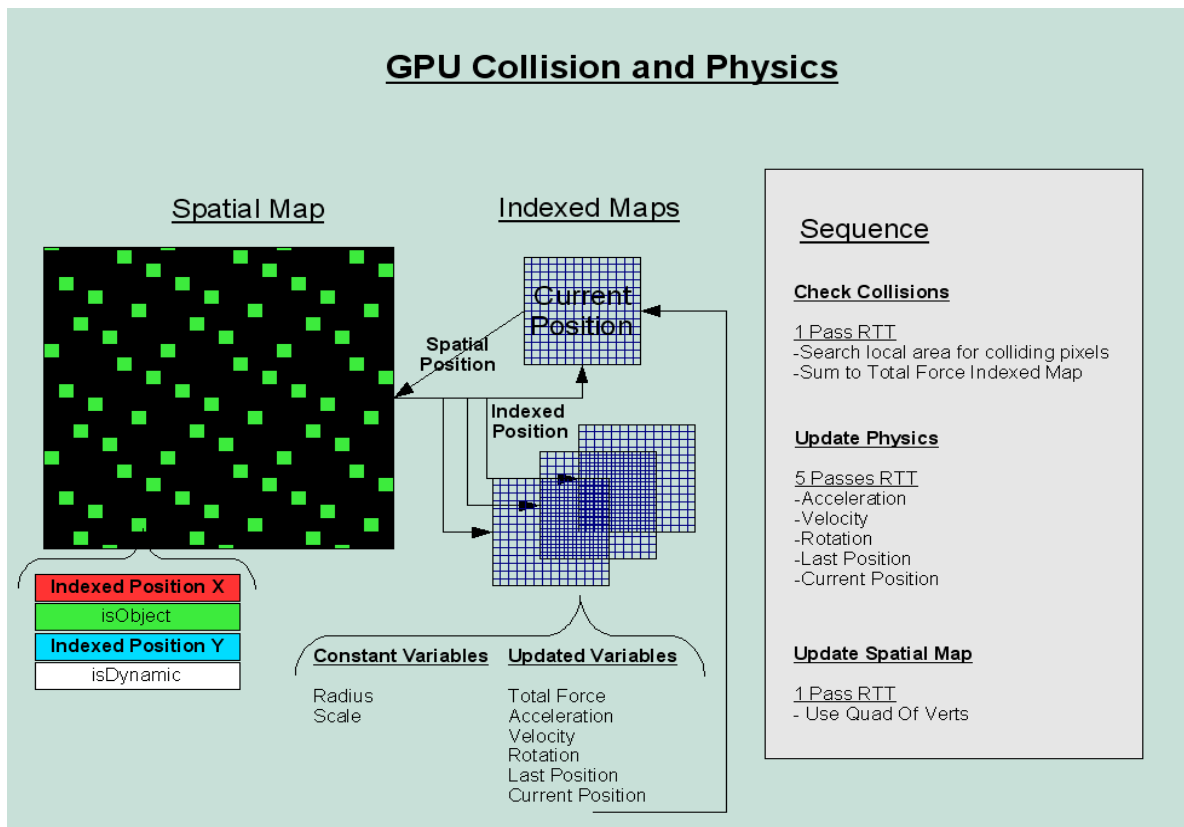 GPU Collision and Physics
Spatial Map
Indexed Maps
Current
Position
Spatial
Position
Indexed
Position
Indexed Position X
isObject
Indexed Position Y
isDynamic
Constant Variables
Radius
Scale
Updated Variables
Total Force
Acceleration
Velocity
Rotation
Last Position
Current Position
Sequence
Check Collisions
1 Pass RTT
-Search local area for colliding pixels
-Sum to Total Force Indexed Map
Update Physics
5 Passes RTT
-Acceleration
-Velocity
-Rotation
-Last Position
-Current Position
Update Spatial Map
1 Pass RTT
- Use Quad Of Verts